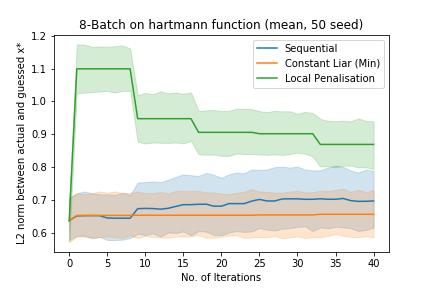 8-Batch on hartmann function (mean, 50 seed)
L2 norm between actual and guessed x*
1.2
1.1
1.0
0.9
0.8
0.7
0.6
Sequential
Constant Liar (Min)
Local Penalisation
0 5 10 15 20 25 30 35 40
No. of Iterations